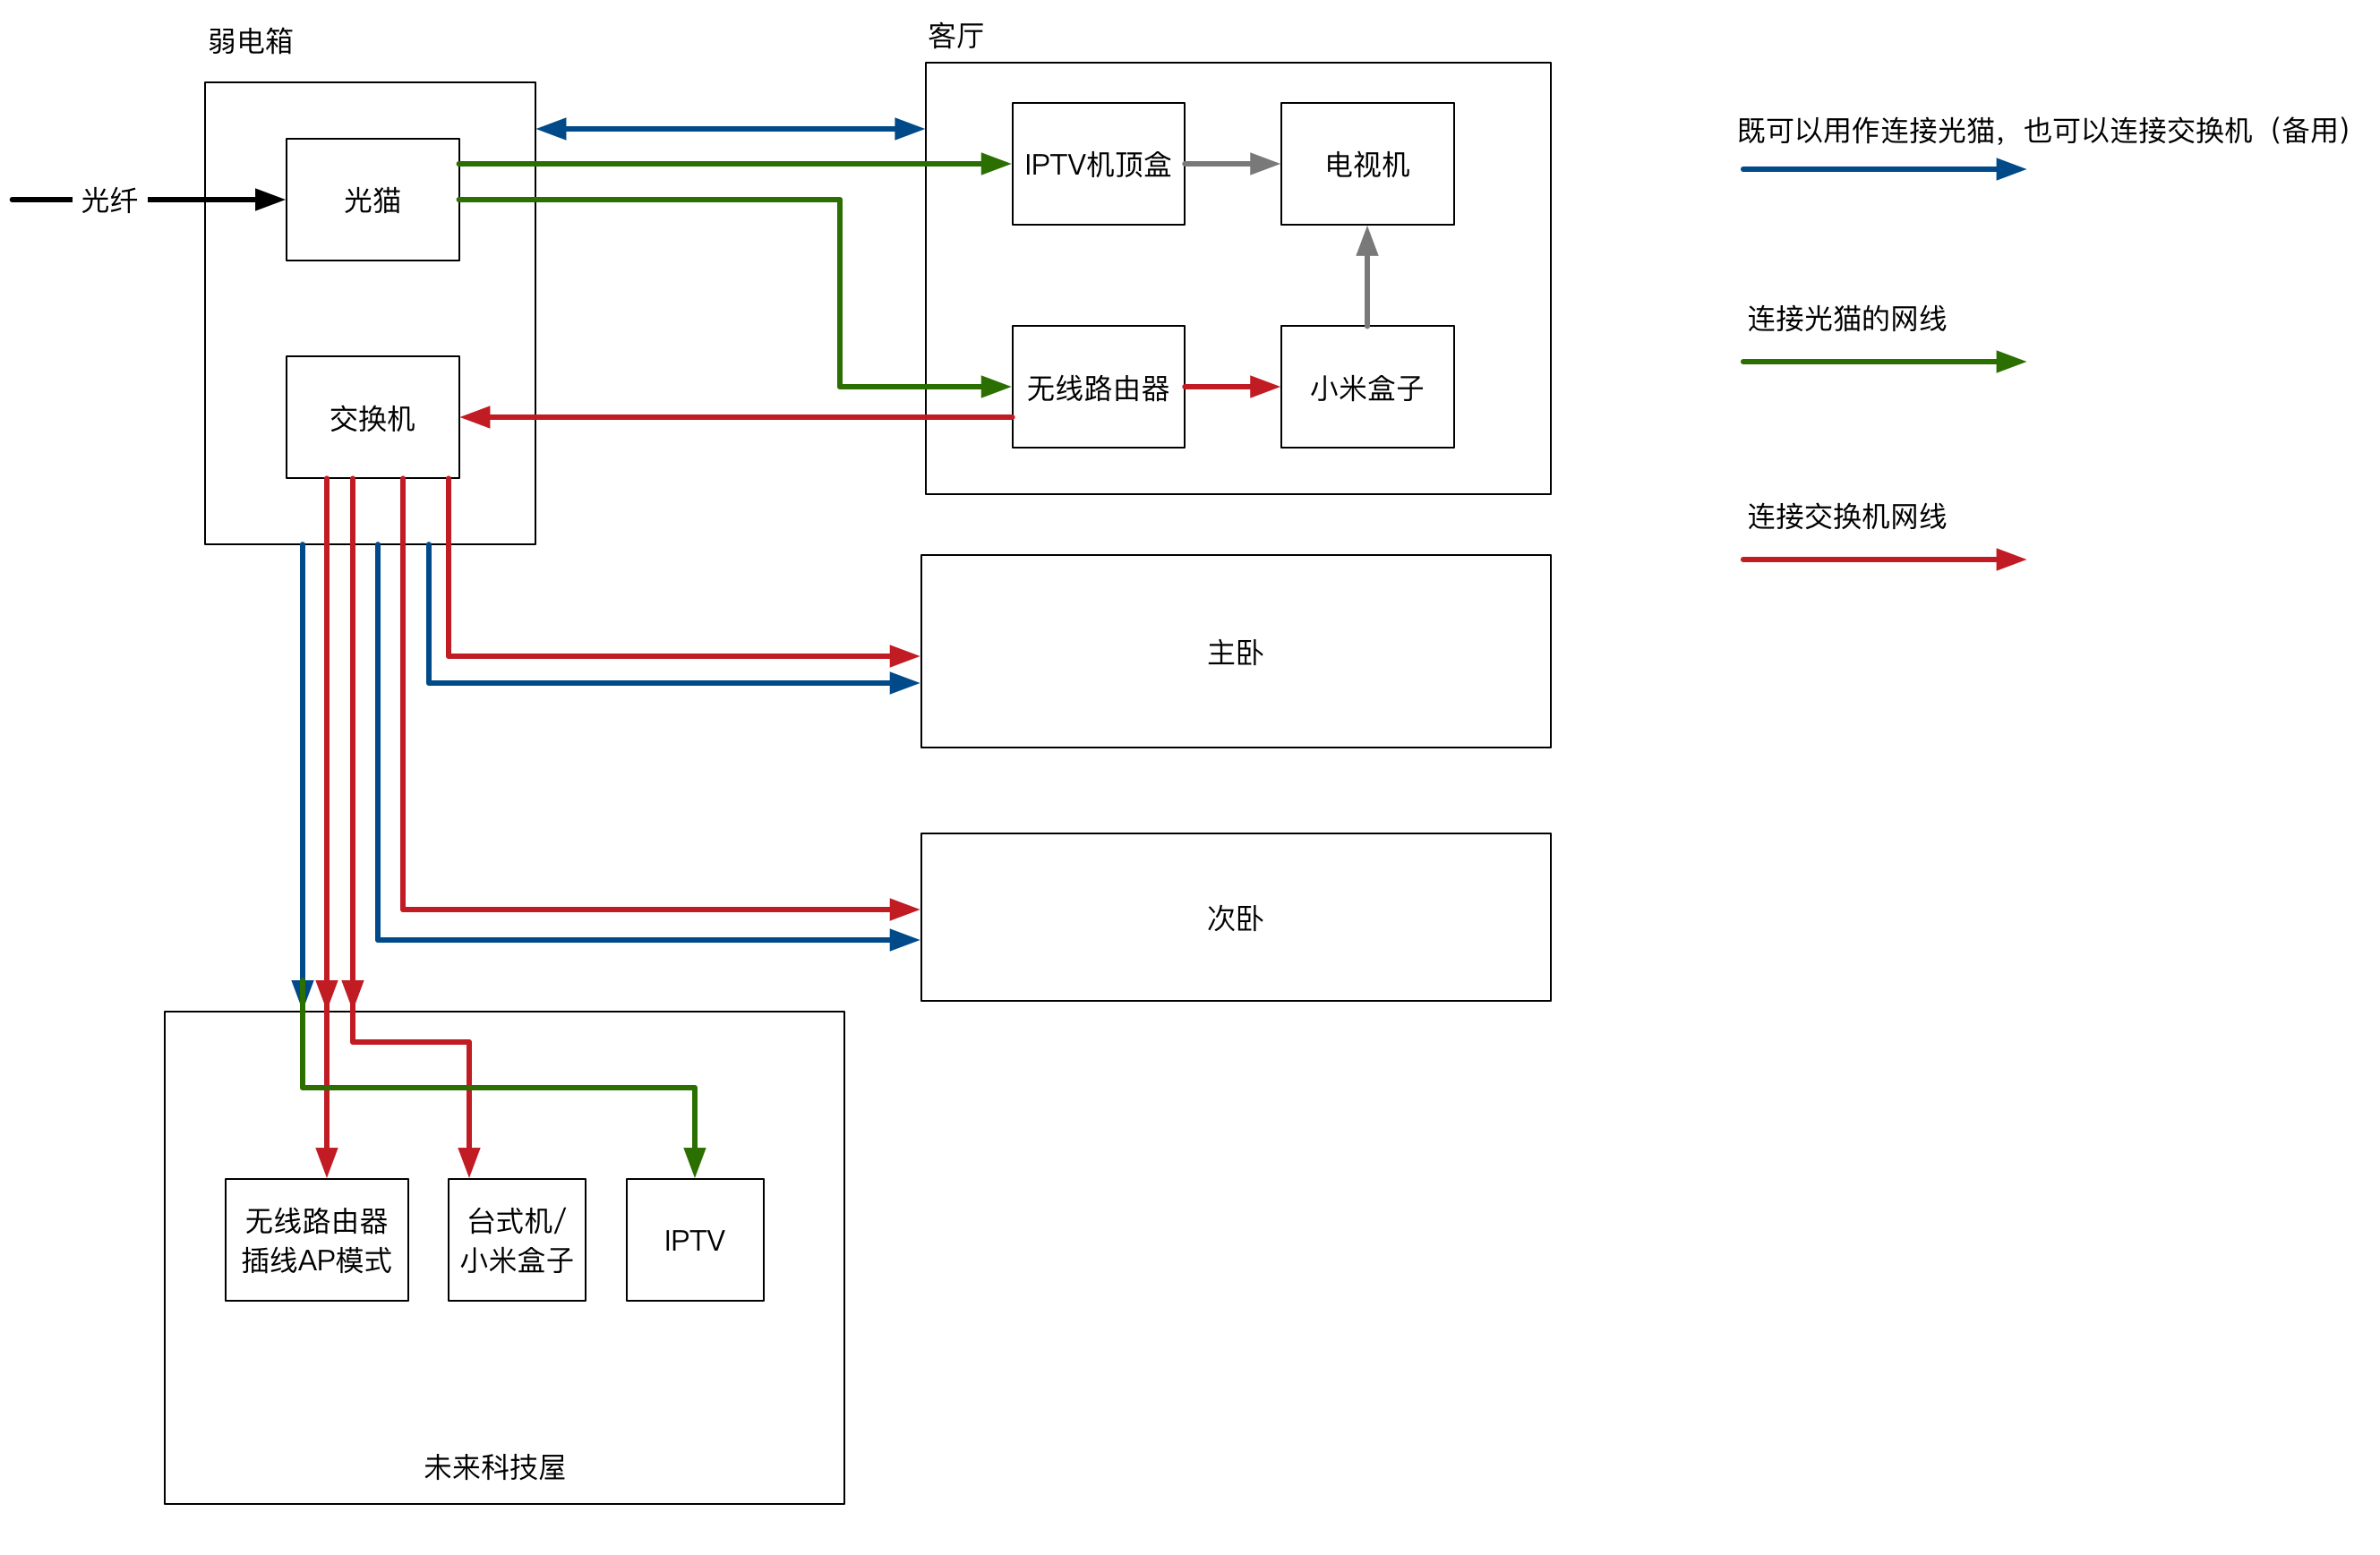 弱电箱
客厅
既可以用作连接光猫，也可以连接交换机（备用）
光纤
光猫
IPTV机顶盒
电视机
连接光猫的网线
交换机
无线路由器
小米盒子
连接交换机网线
主卧
次卧
无线路由器
插线AP模式
台式机/
小米盒子
IPTV
未来科技屋